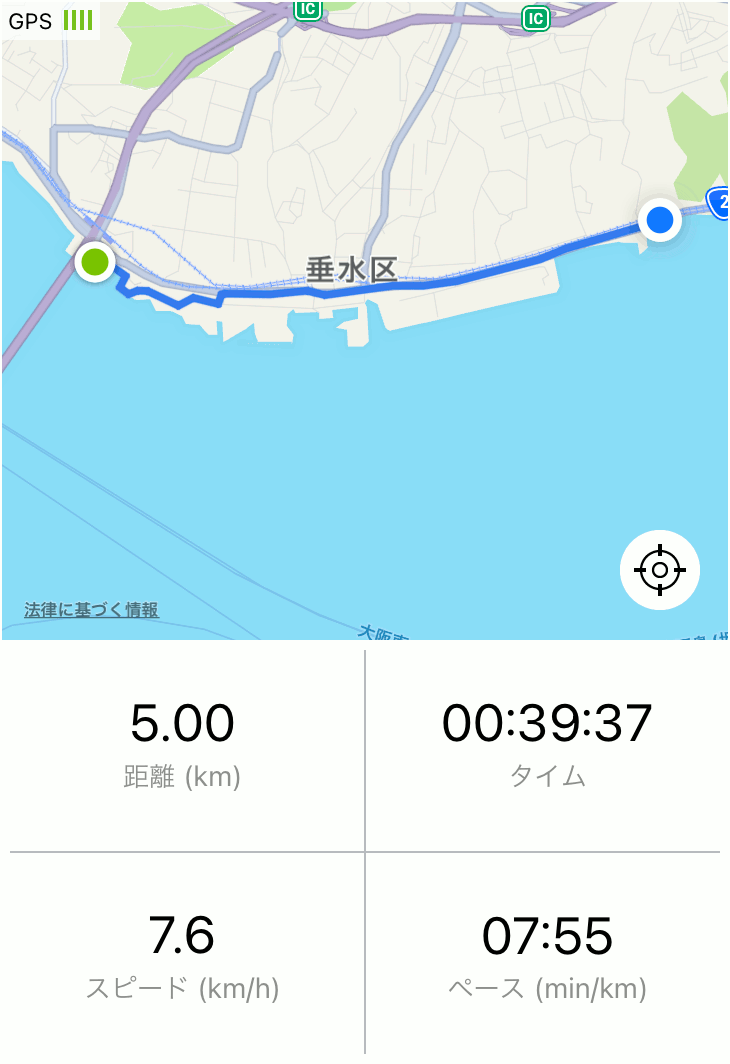 GPS
IC
IC
2
垂水区
法律に基づく情報
5.00
距離 (km)
00:39:37
タイム
7.6
スピード (km/h)
07:55
ペース (min/km)